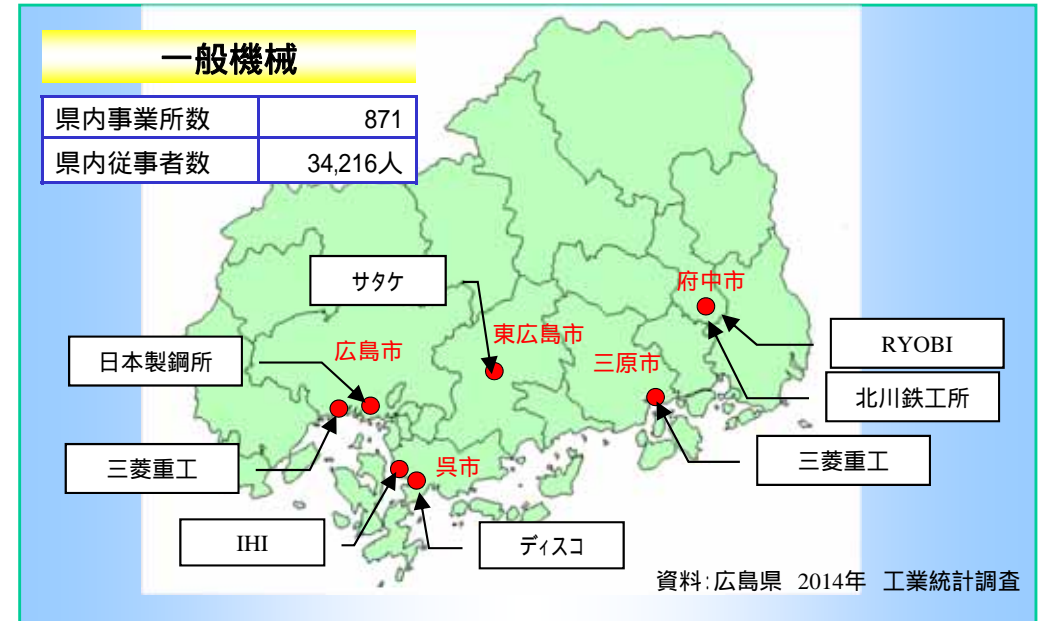 一般機械
県内事業所数 871
県内従事者数 34,216人
サタケ
府中市
東広島市
広島市
三原市
RYOBI
日本製鋼所
北川鉄工所
三菱重工
呉市
三菱重工
IHI
ディスコ
資料:広島県 2014年 工業統計調査